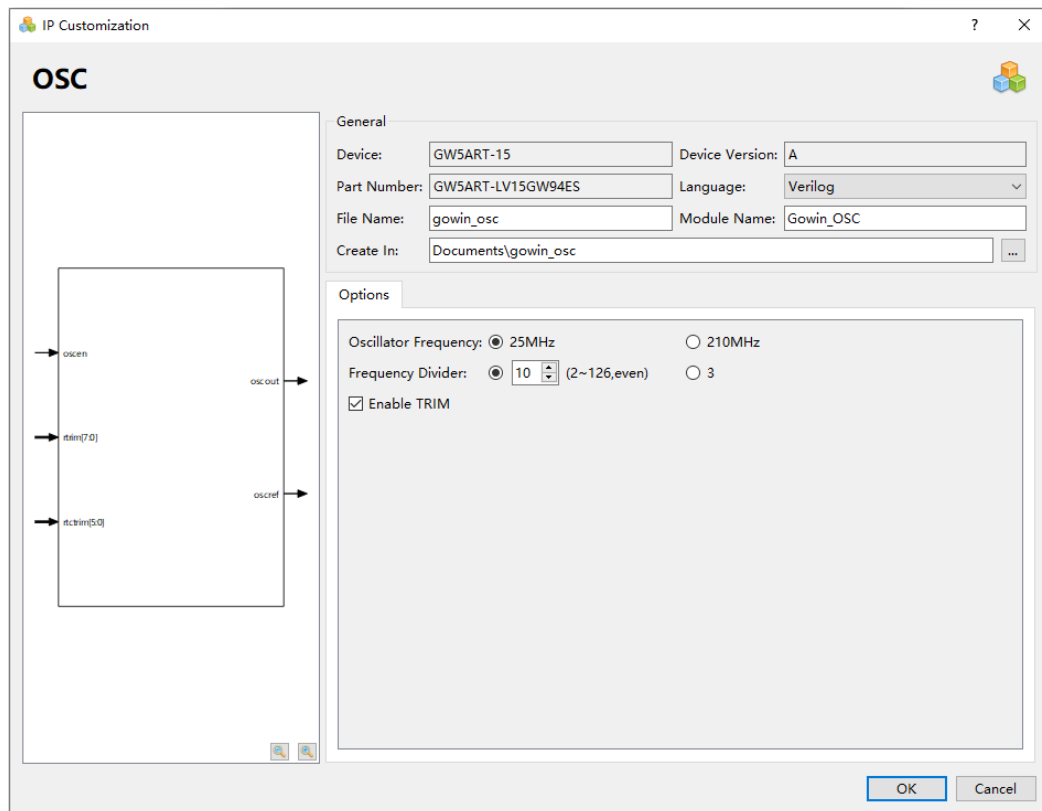 IP Customization ?
OSC
General
Device: GW5ART-15 Device Version: A
Part Number: GW5ART-LV15GW94ES Language: Verilog
File Name: gowin_osc Module Name: Gowin_OSC
Create In: Documents\gowin_osc ...
Options
Oscillator Frequency: 25MHz 210MHz
Frequency Divider: 10 (2~126,even) 3
Enable TRIM
oscen
oscout
rtrim[7:0]
oscref
rtctrim[5:0]
OK Cancel